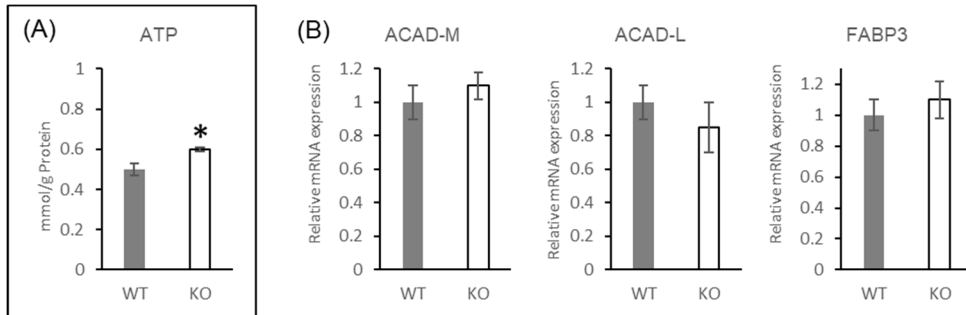 (A)
ATP
mmol/g Protein
1
0.8
0.6
0.4
0.2
0
*
WT KO
(B)
ACAD-M
Relative mRNA expression
1.2
1
0.8
0.6
0.4
0.2
0
WT KO
ACAD-L
Relative mRNA expression
1.2
1
0.8
0.6
0.4
0.2
0
WT KO
FABP3
Relative mRNA expression
1.2
1
0.8
0.6
0.4
0.2
0
WT KO